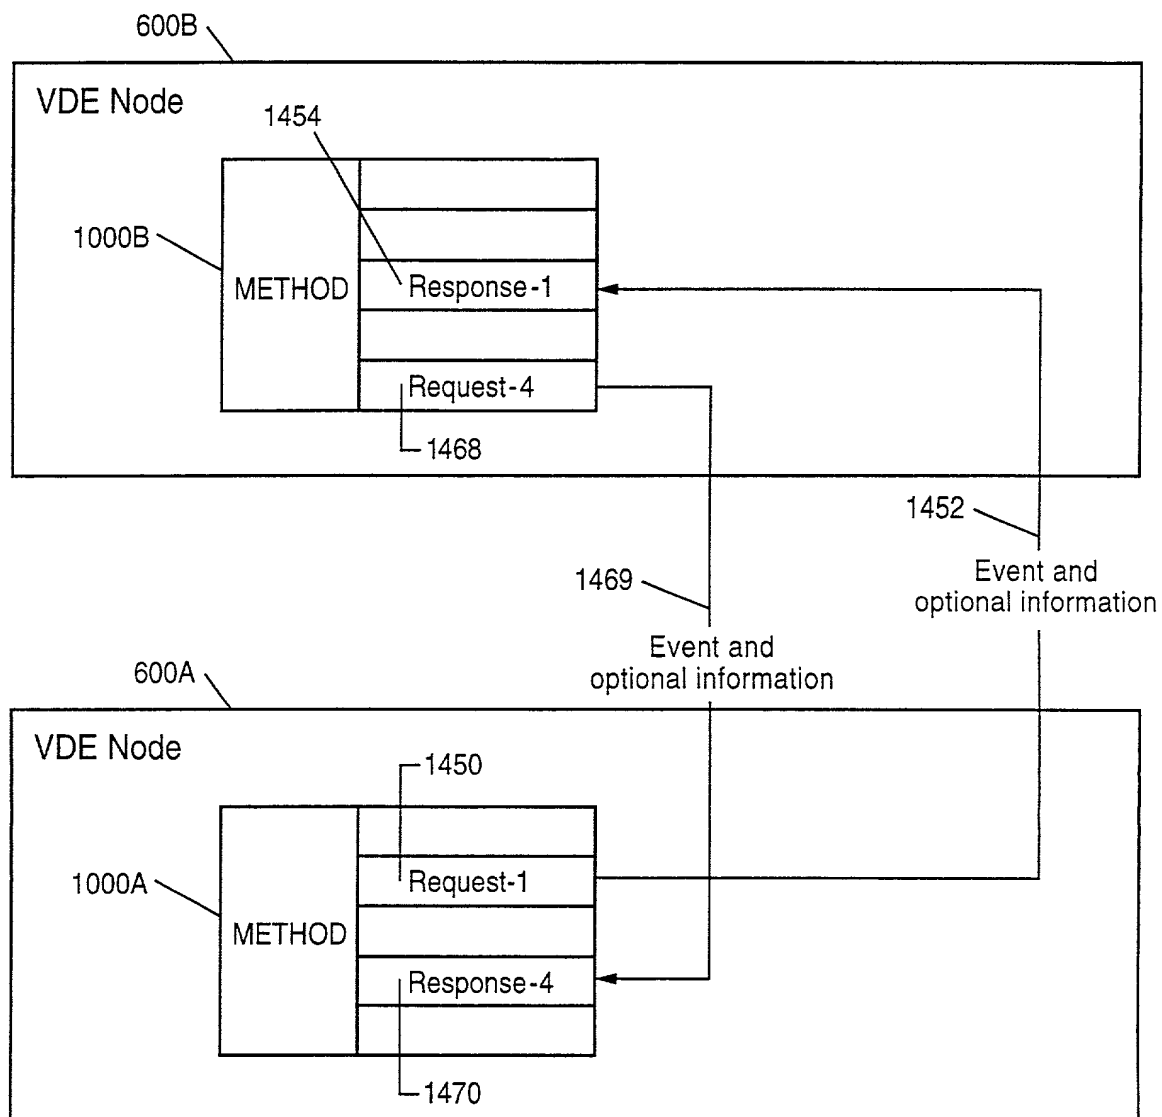 600B
VDE Node
1454
1000B
METHOD
Response-1
Request-4
1468
1452
Event and
optional information
1469
Event and
optional information
600A
VDE Node
1450
1000A
METHOD
Request-1
Response-4
1470